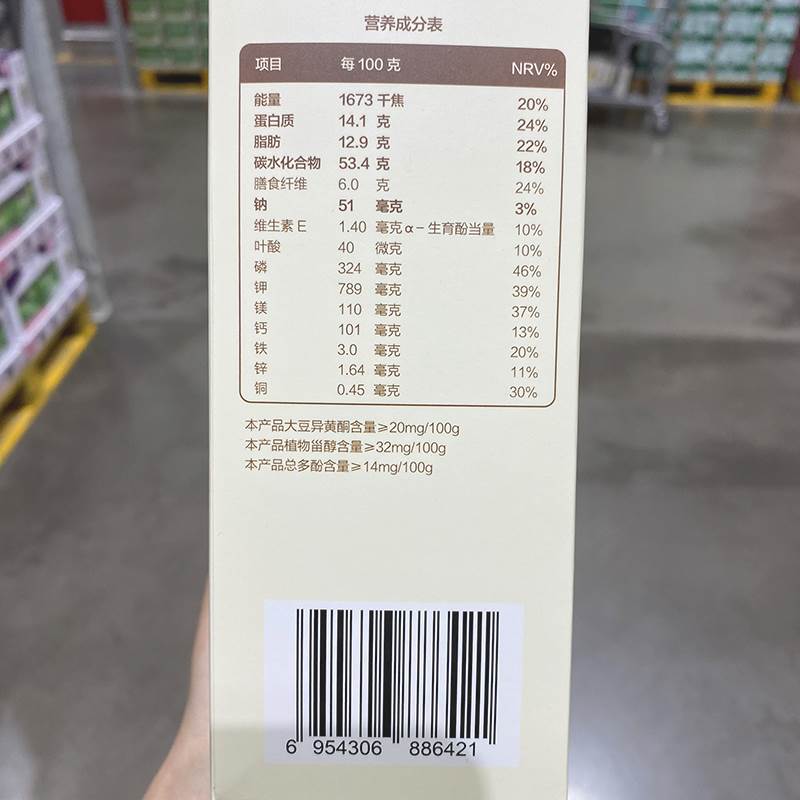 营养成分表
项目 每100克 NRV%
能量 1673 千焦 20%
蛋白质 14.1 克 24%
脂肪 12.9 克 22%
碳水化合物 53.4 克 18%
膳食纤维 6.0 克 24%
钠 51 毫克 3%
维生素E 1.40 毫克α-生育酚当量 10%
叶酸 40 微克 10%
磷 324 毫克 46%
钾 789 毫克 39%
镁 110 毫克 37%
钙 101 毫克 13%
铁 3.0 毫克 20%
锌 1.64 毫克 11%
铜 0.45 毫克 30%
本产品大豆异黄酮含量≥20mg/100g
本产品植物甾醇含量≥32mg/100g
本产品总多酚含量≥14mg/100g
6 954306 886421